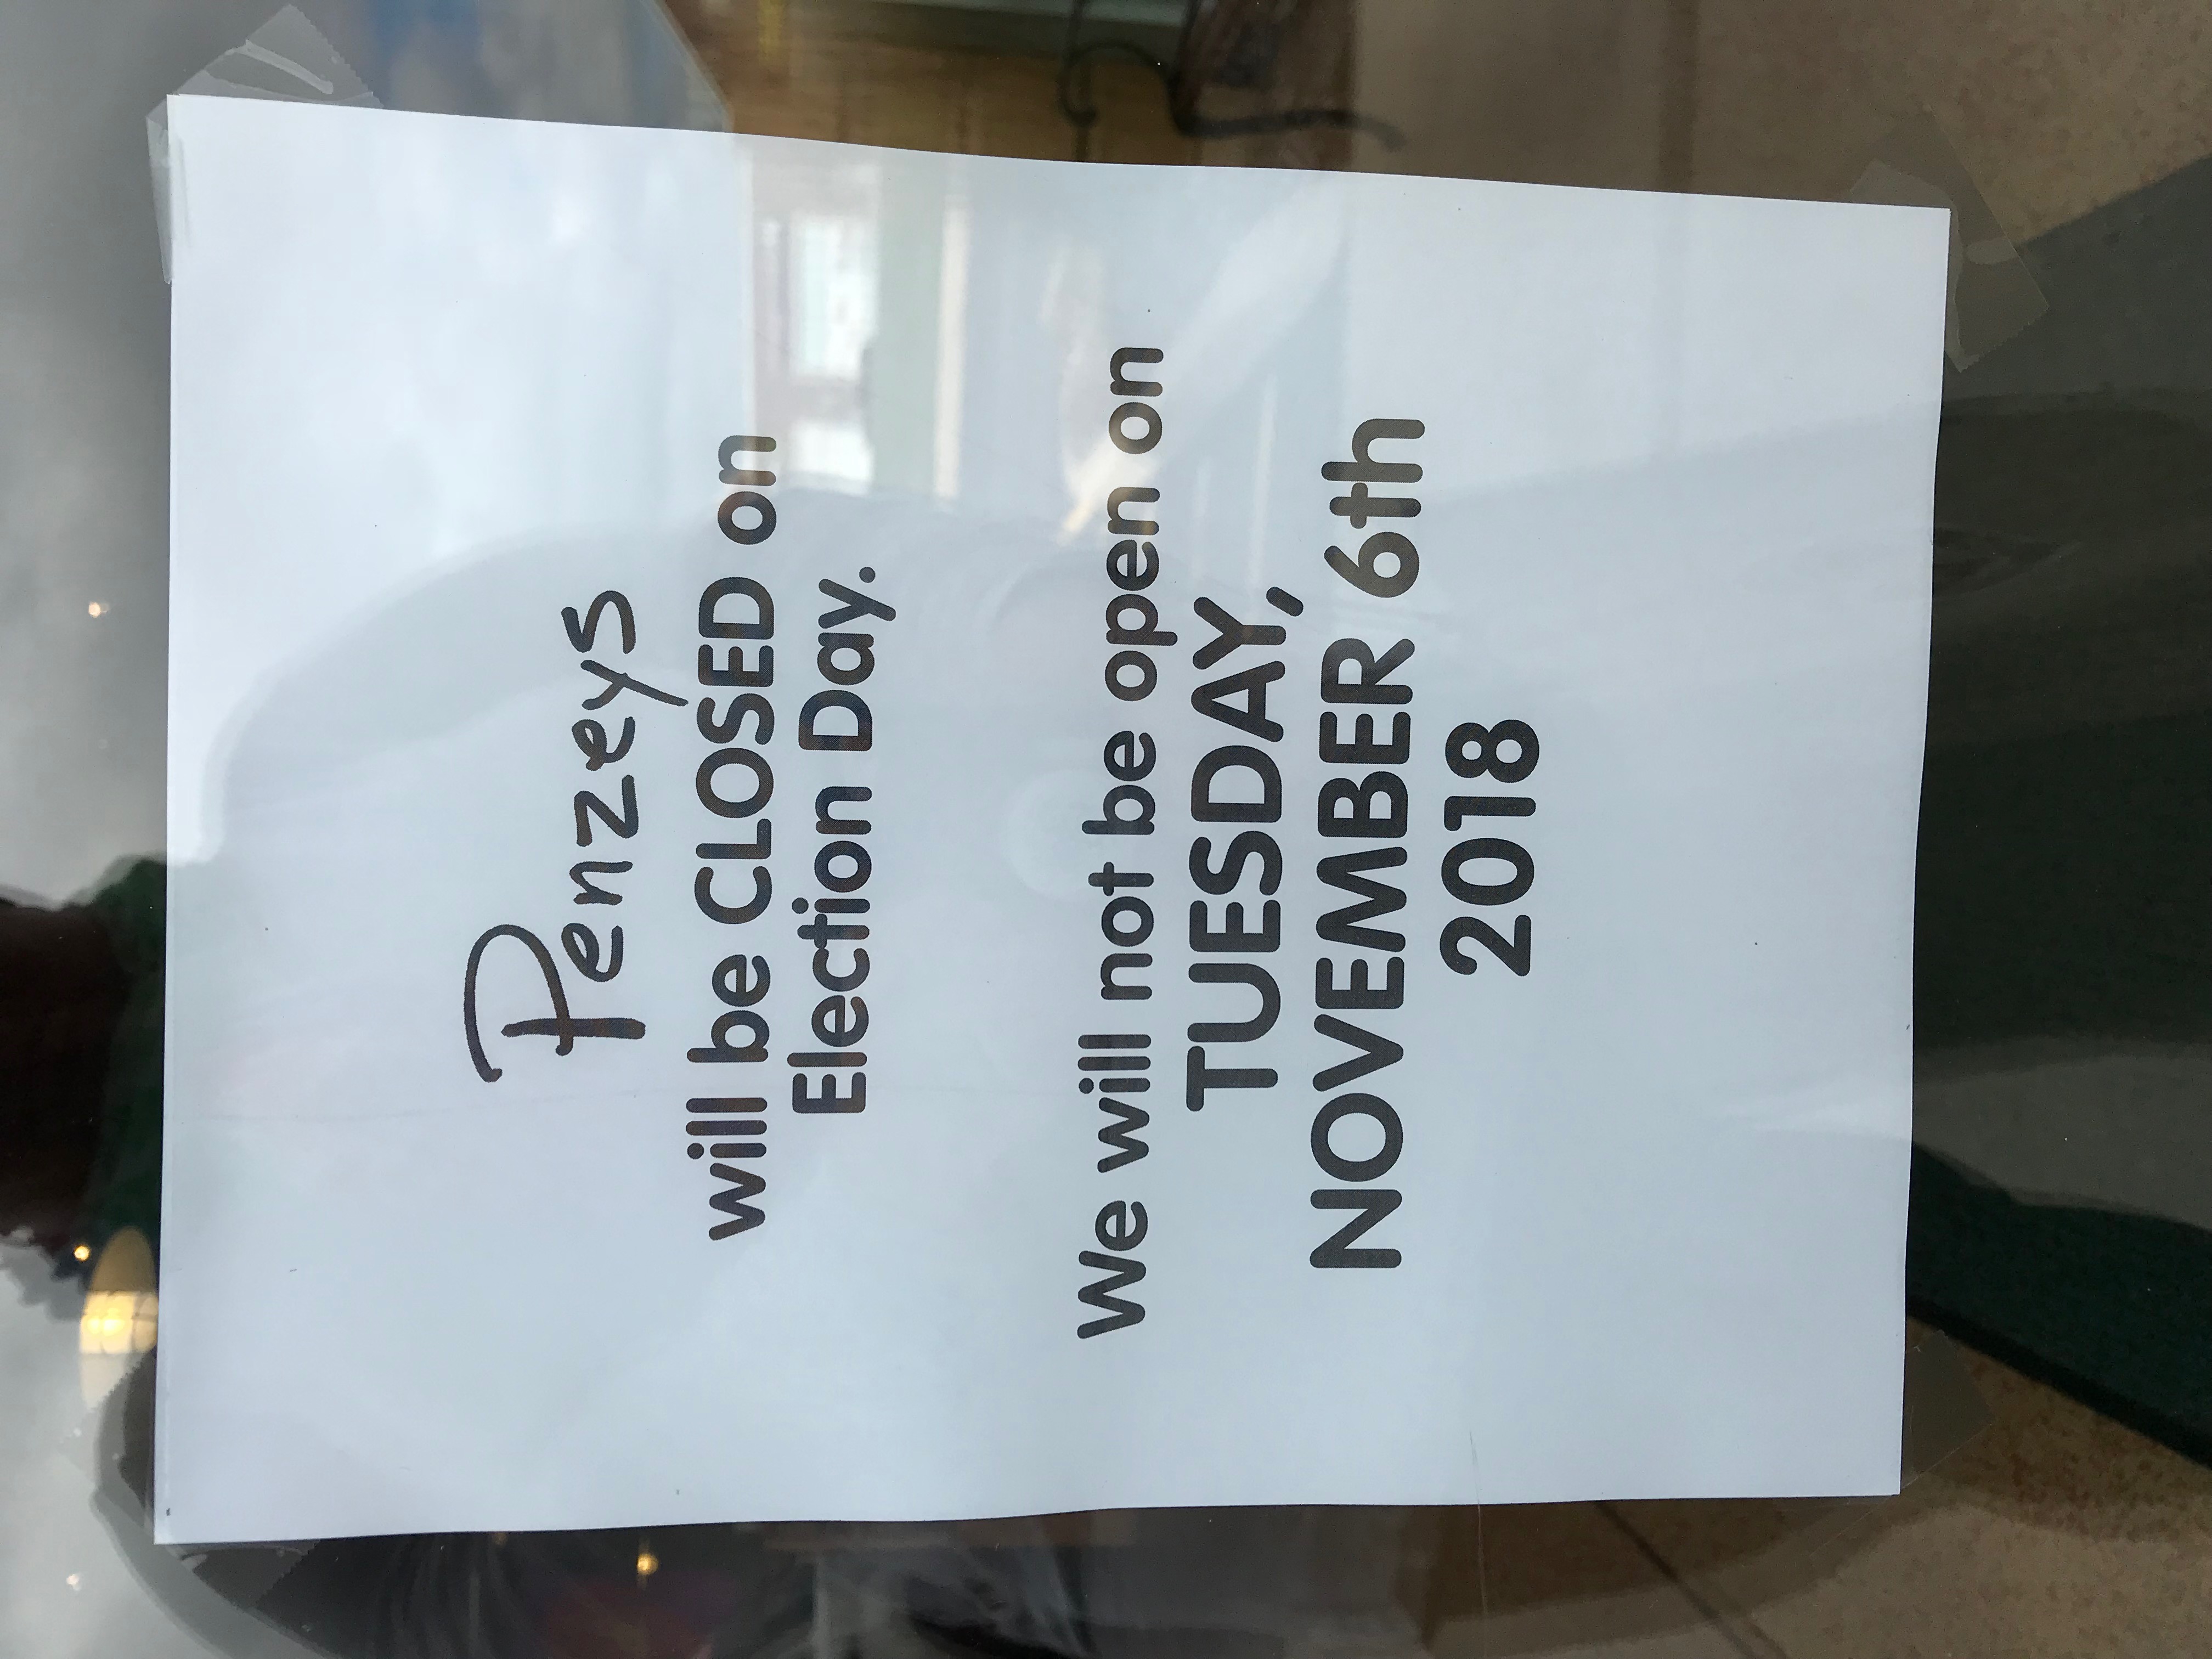 Penzeys
will be CLOSED on
Election Day.
We will not be open on
TUESDAY,
NOVEMBER 6th
2018